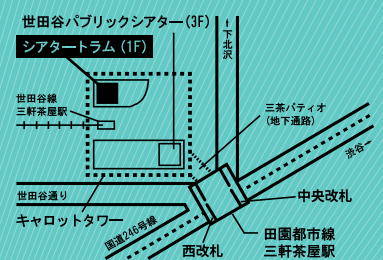 世田谷パブリックシアター(3F)
シアタートラム(1F)
↑下北沢
世田谷線
三軒茶屋駅
三茶パティオ
(地下通路)
渋谷→
世田谷通り
キャロットタワー
国道246号線
中央改札
西改札
田園都市線
三軒茶屋駅